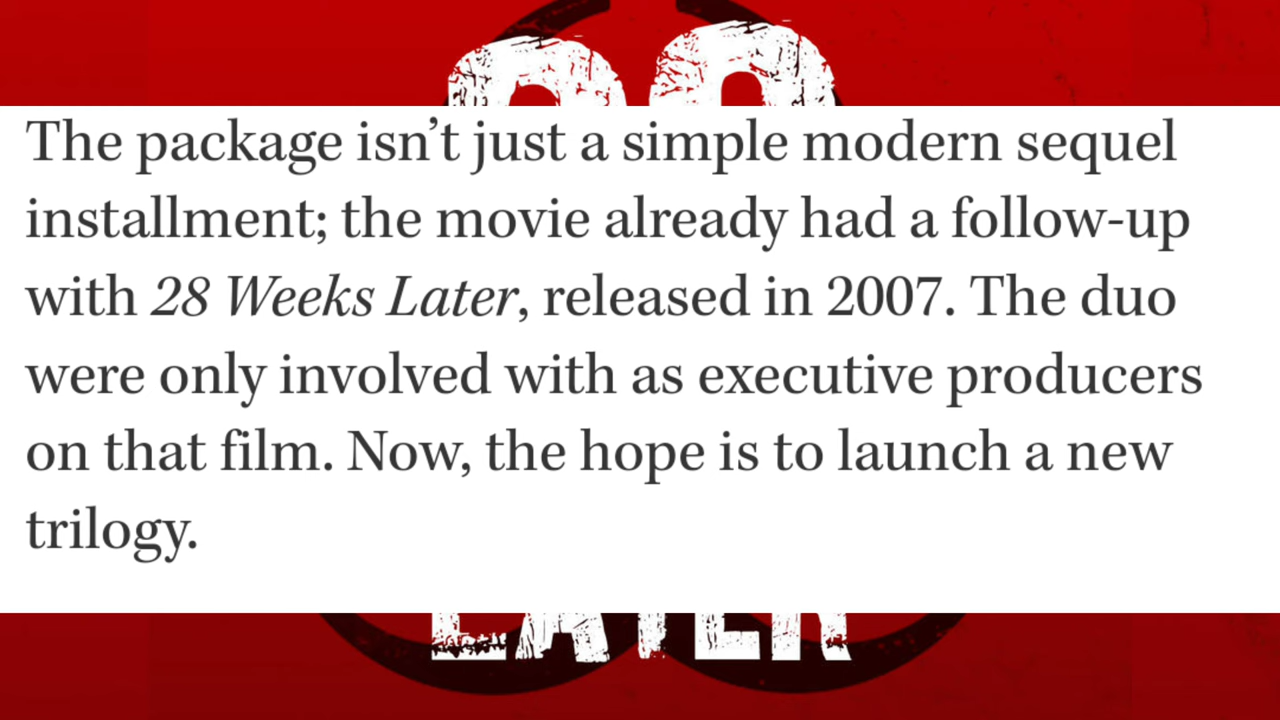 The package isn’t just a simple modern sequel
installment; the movie already had a follow-up
with 28 Weeks Later, released in 2007. The duo
were only involved with as executive producers
on that film. Now, the hope is to launch a new
trilogy.
LATER